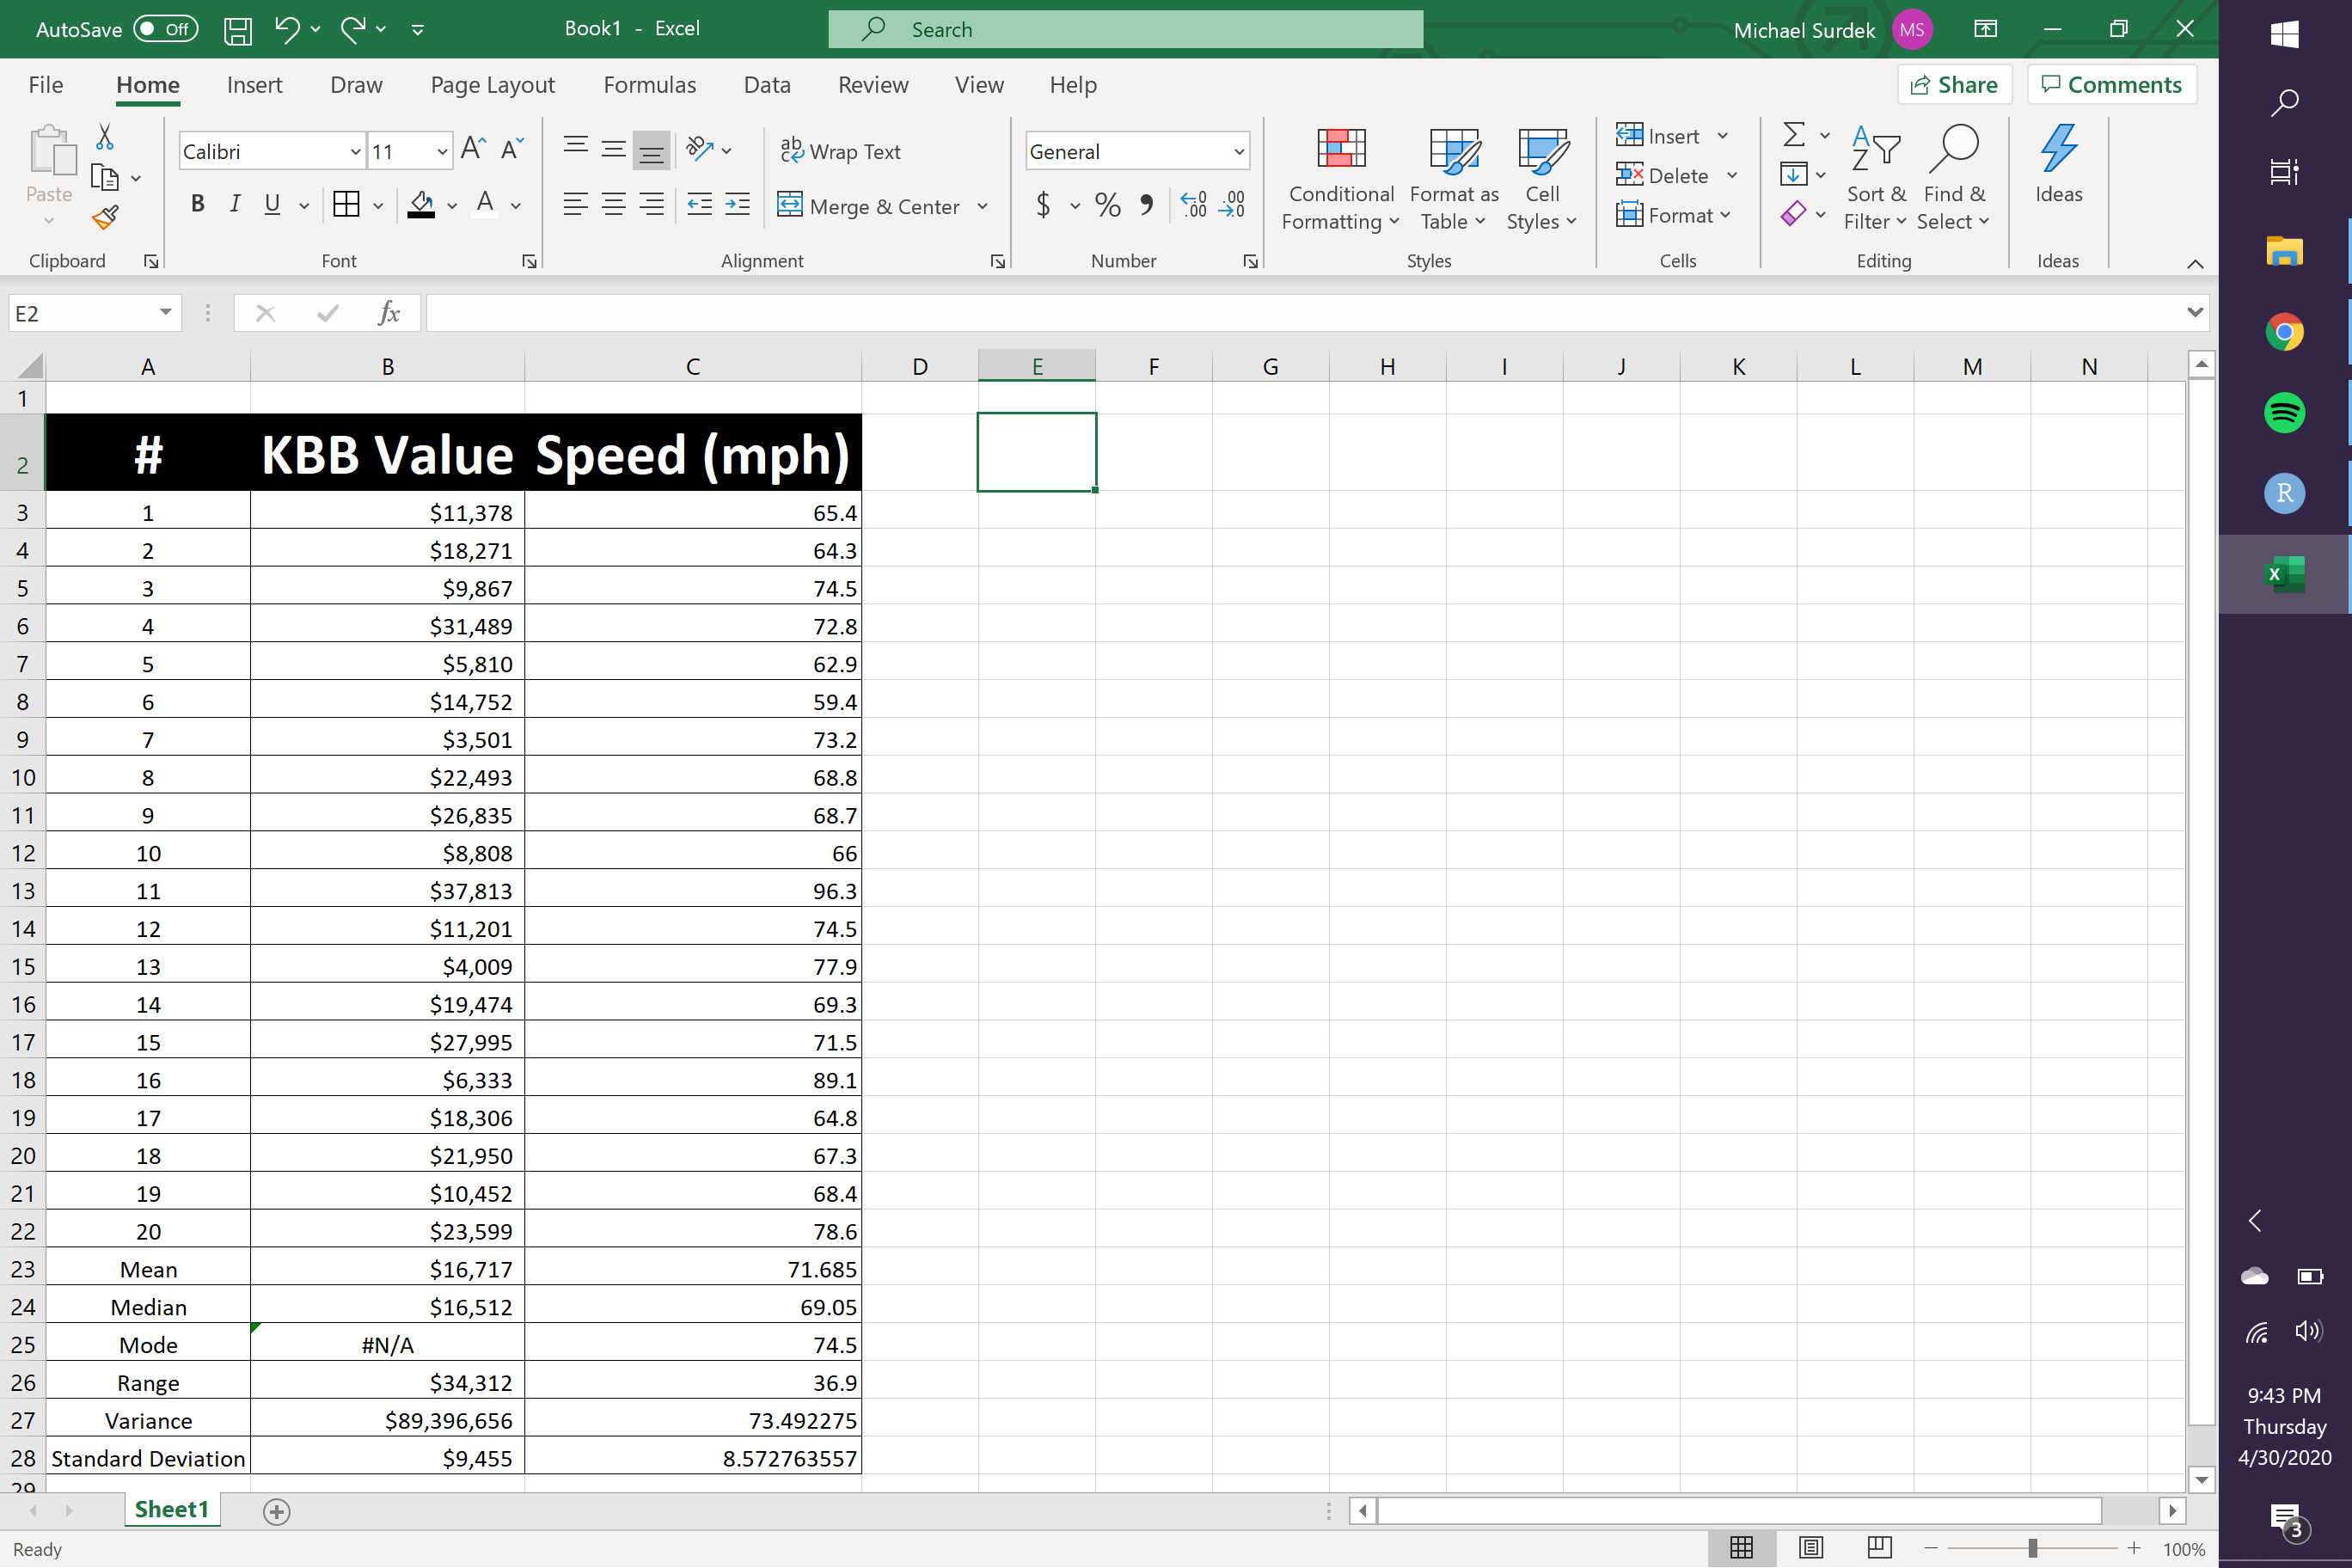 AutoSave Off Book1 - Excel Search Michael Surdek MS
File Home Insert Draw Page Layout Formulas Data Review View Help Share Comments
Paste Calibri 11 A A ab Wrap Text General Conditional Formatting Format as Table Cell Styles Insert Sort & Filter Find & Select Ideas
Delete
B I U A Merge & Center $ % , .00 .00 Format
Clipboard Font Alignment Number Styles Cells Editing Ideas
E2 fx
A B C D E F G H I J K L M N
1
2 # KBB Value Speed (mph)
3 1 $11,378 65.4
4 2 $18,271 64.3
5 3 $9,867 74.5
6 4 $31,489 72.8
7 5 $5,810 62.9
8 6 $14,752 59.4
9 7 $3,501 73.2
10 8 $22,493 68.8
11 9 $26,835 68.7
12 10 $8,808 66
13 11 $37,813 96.3
14 12 $11,201 74.5
15 13 $4,009 77.9
16 14 $19,474 69.3
17 15 $27,995 71.5
18 16 $6,333 89.1
19 17 $18,306 64.8
20 18 $21,950 67.3
21 19 $10,452 68.4
22 20 $23,599 78.6
23 Mean $16,717 71.685
24 Median $16,512 69.05
25 Mode #N/A 74.5
26 Range $34,312 36.9
27 Variance $89,396,656 73.492275
28 Standard Deviation $9,455 8.572763557
29
Sheet1
Ready 100%
R
X
9:43 PM
Thursday
4/30/2020
3